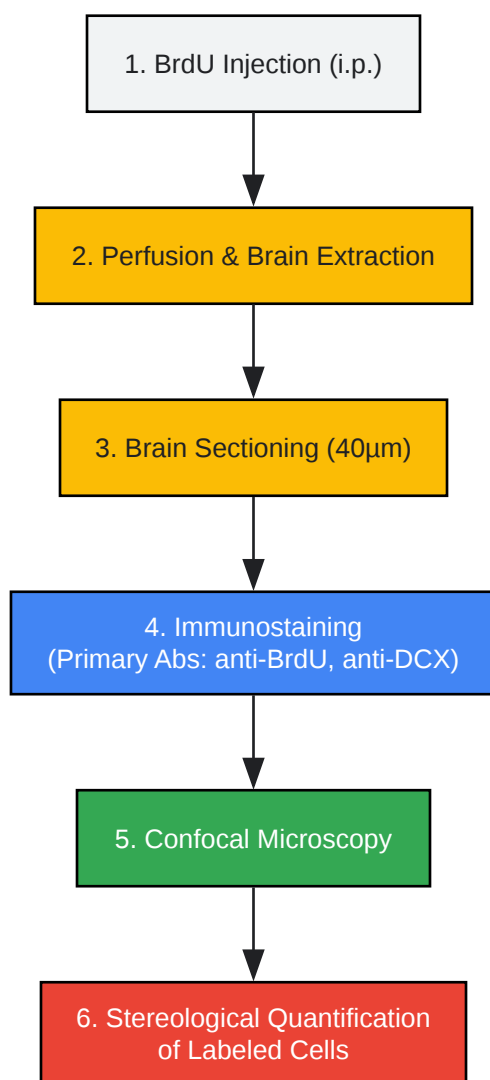 1. BrdU Injection (i.p.)
2. Perfusion & Brain Extraction
3. Brain Sectioning (40µm)
4. Immunostaining
(Primary Abs: anti-BrdU, anti-DCX)
5. Confocal Microscopy
6. Stereological Quantification
of Labeled Cells